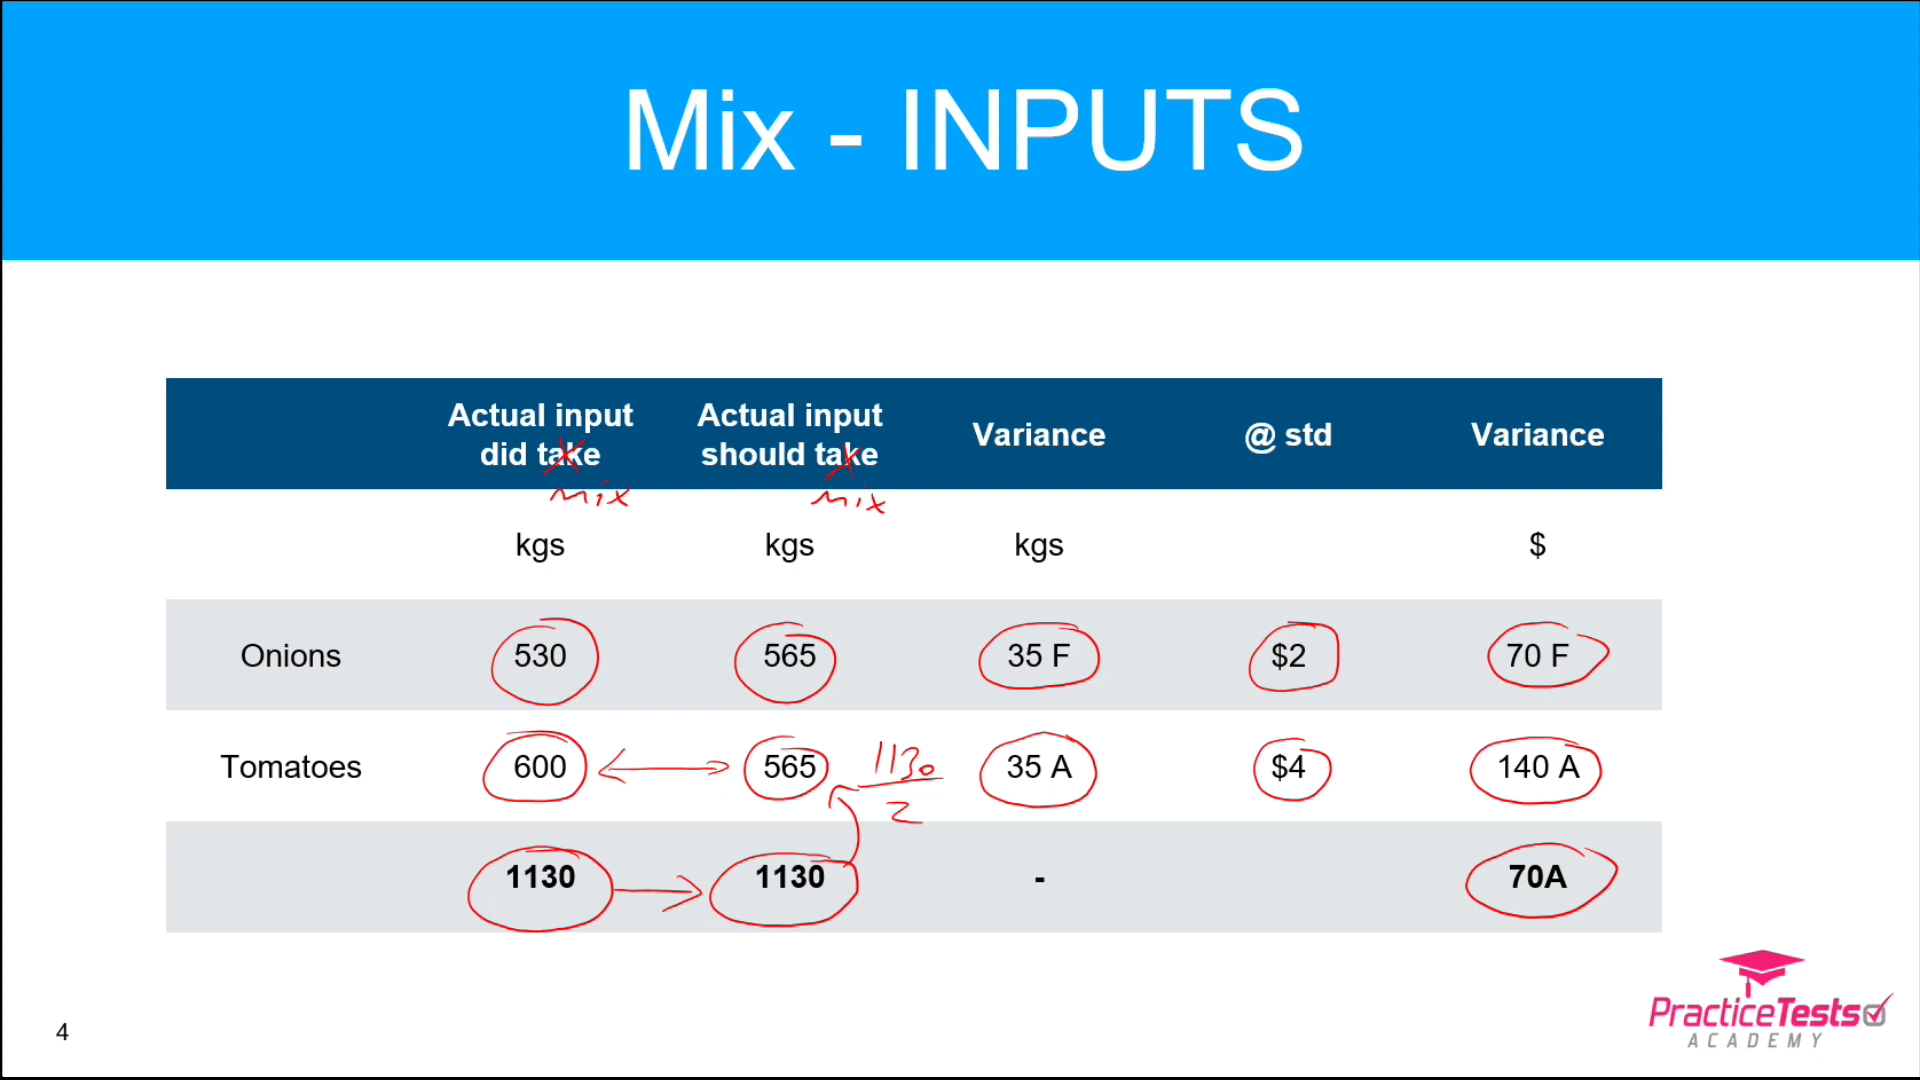 Mix - INPUTS
Actual input did take Actual input should take Variance @ std Variance
mix mix
kgs kgs kgs $
Onions 530 565 35 F $2 70 F
Tomatoes 600 565 1130 35 A $4 140 A
2
1130 1130 - 70A
4
PracticeTests
ACADEMY